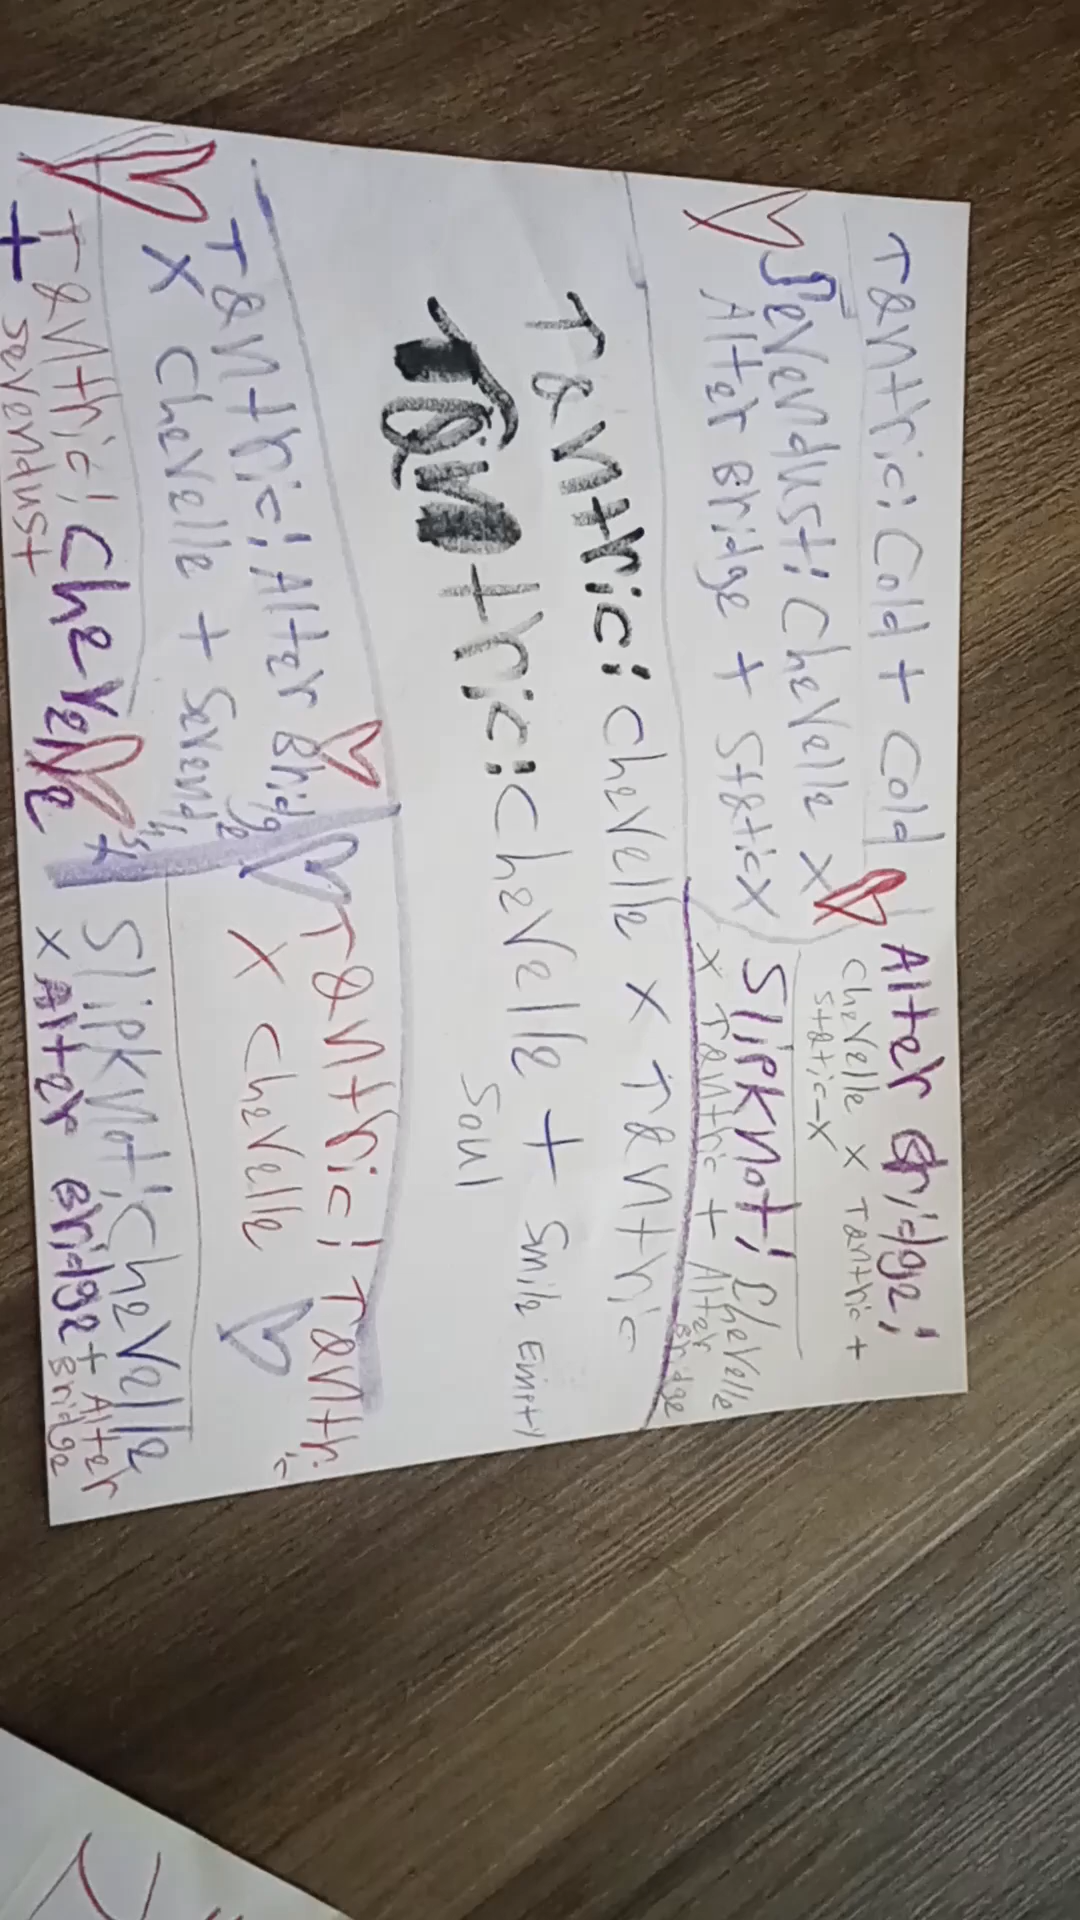 Tantric: Cold + Cold
Sevendust: Chevelle x
Alter Bridge + Static x
Alter Bridge:
Chevelle x Tantric +
Static-x
Slipknot: Chevelle
x Tantric + Alter
Bridge
Tantric: Chevelle x Tantric
Tantric: Chevelle + Smile Empty
Soul
Tantric: Alter Bridge
x Chevelle + Sevendust
Tantric: Tantric
x Chevelle
Tantric: Chevelle
+ Sevendust
Slipknot: Chevelle
x Alter Bridge + Alter
Bridge